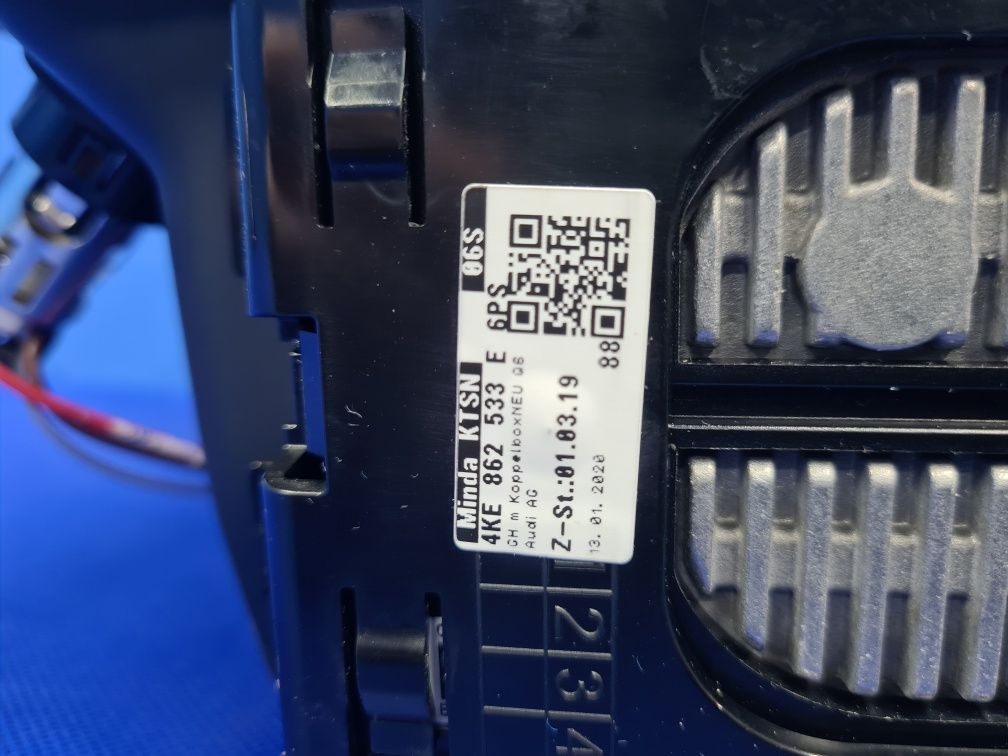 Minda KTSN 06S
4KE 862 533 E 6PS
GH m KoppelboxNEU Q6
Audi AG
Z-St.:01.03.19 88
13. 01. 2020
2
3
4